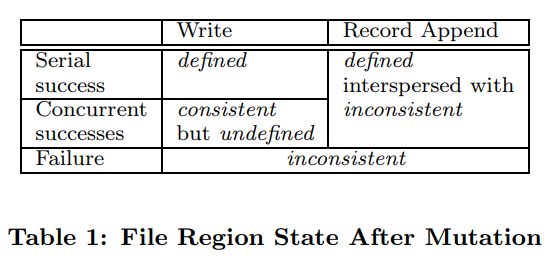 Write Record Append
Serial defined defined
success interspersed with
Concurrent consistent inconsistent
successes but undefined
Failure inconsistent
Table 1: File Region State After Mutation